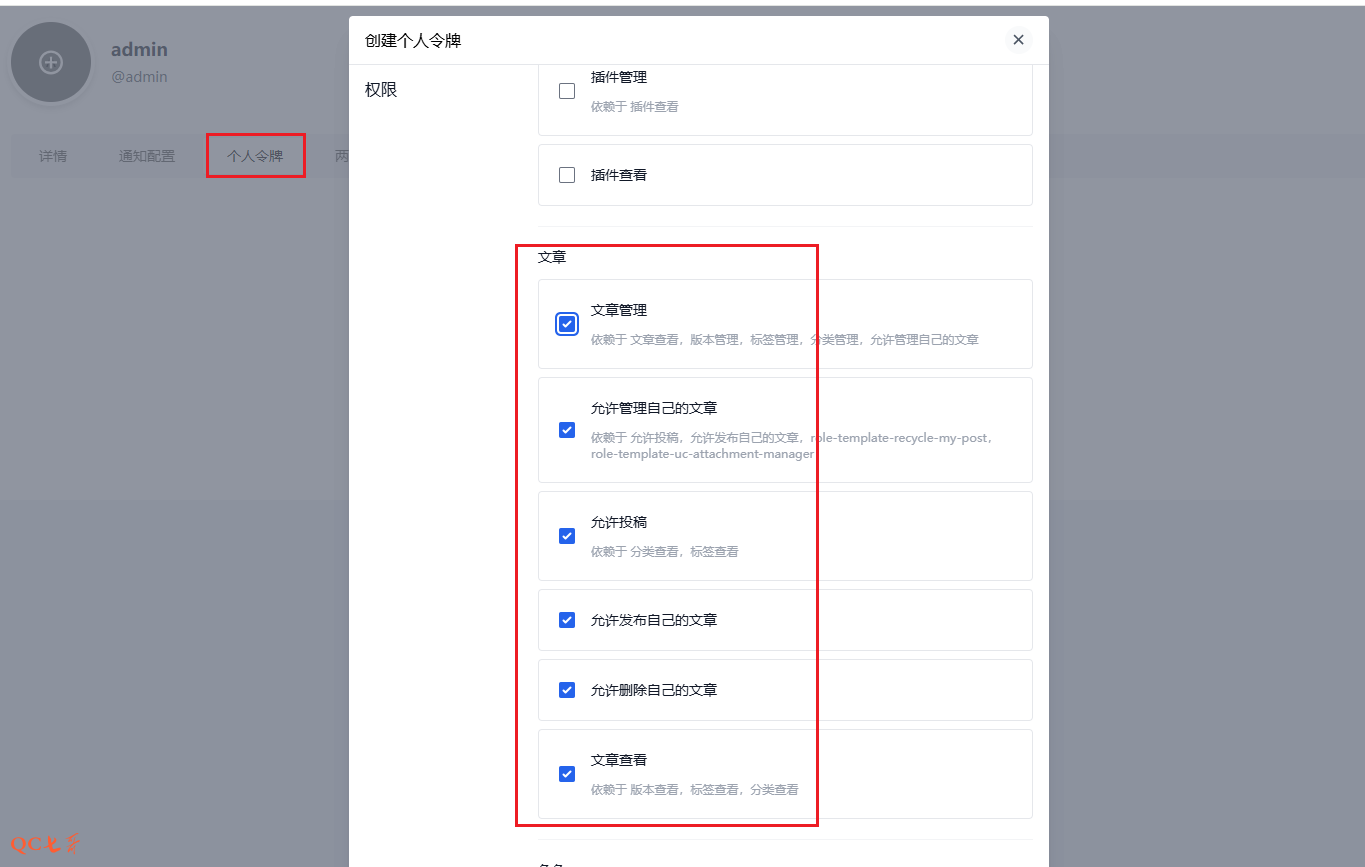 admin
@admin
详情
通知配置
个人令牌
两
创建个人令牌
权限
插件管理
依赖于 插件查看
插件查看
文章
文章管理
依赖于 文章查看，版本管理，标签管理，分类管理，允许管理自己的文章
允许管理自己的文章
依赖于 允许投稿，允许发布自己的文章，role-template-recycle-my-post，
role-template-uc-attachment-manager
允许投稿
依赖于 分类查看，标签查看
允许发布自己的文章
允许删除自己的文章
文章查看
依赖于 版本查看，标签查看，分类查看